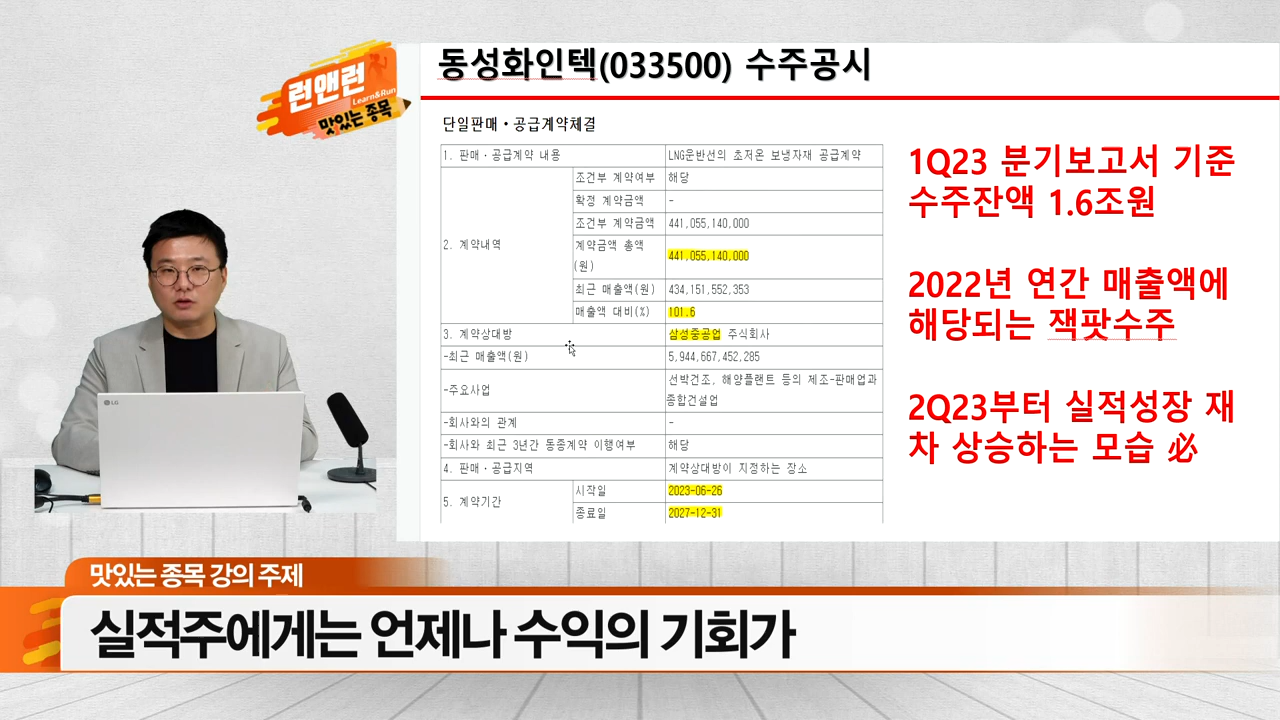 런앤런
Learn&Run
맛있는 종목
동성화인텍(033500) 수주공시
단일판매・공급계약체결
1. 판매・공급계약 내용 LNG운반선의 초저온 보냉자재 공급계약
2. 계약내역
조건부 계약여부 해당
확정 계약금액 -
조건부 계약금액 441,055,140,000
계약금액 총액
(원)
441,055,140,000
최근 매출액(원) 434,151,552,353
매출액 대비(%) 101.6
3. 계약상대방 삼성중공업 주식회사
-최근 매출액(원) 5,944,667,452,285
-주요사업
선박건조, 해양플랜트 등의 제조-판매업과
종합건설업
-회사와의 관계 -
-회사와 최근 3년간 동종계약 이행여부 해당
4. 판매・공급지역 계약상대방이 지정하는 장소
5. 계약기간
시작일 2023-06-26
종료일 2027-12-31
1Q23 분기보고서 기준
수주잔액 1.6조원
2022년 연간 매출액에
해당되는 잭팟수주
2Q23부터 실적성장 재
차 상승하는 모습 必
LG
맛있는 종목 강의 주제
실적주에게는 언제나 수익의 기회가